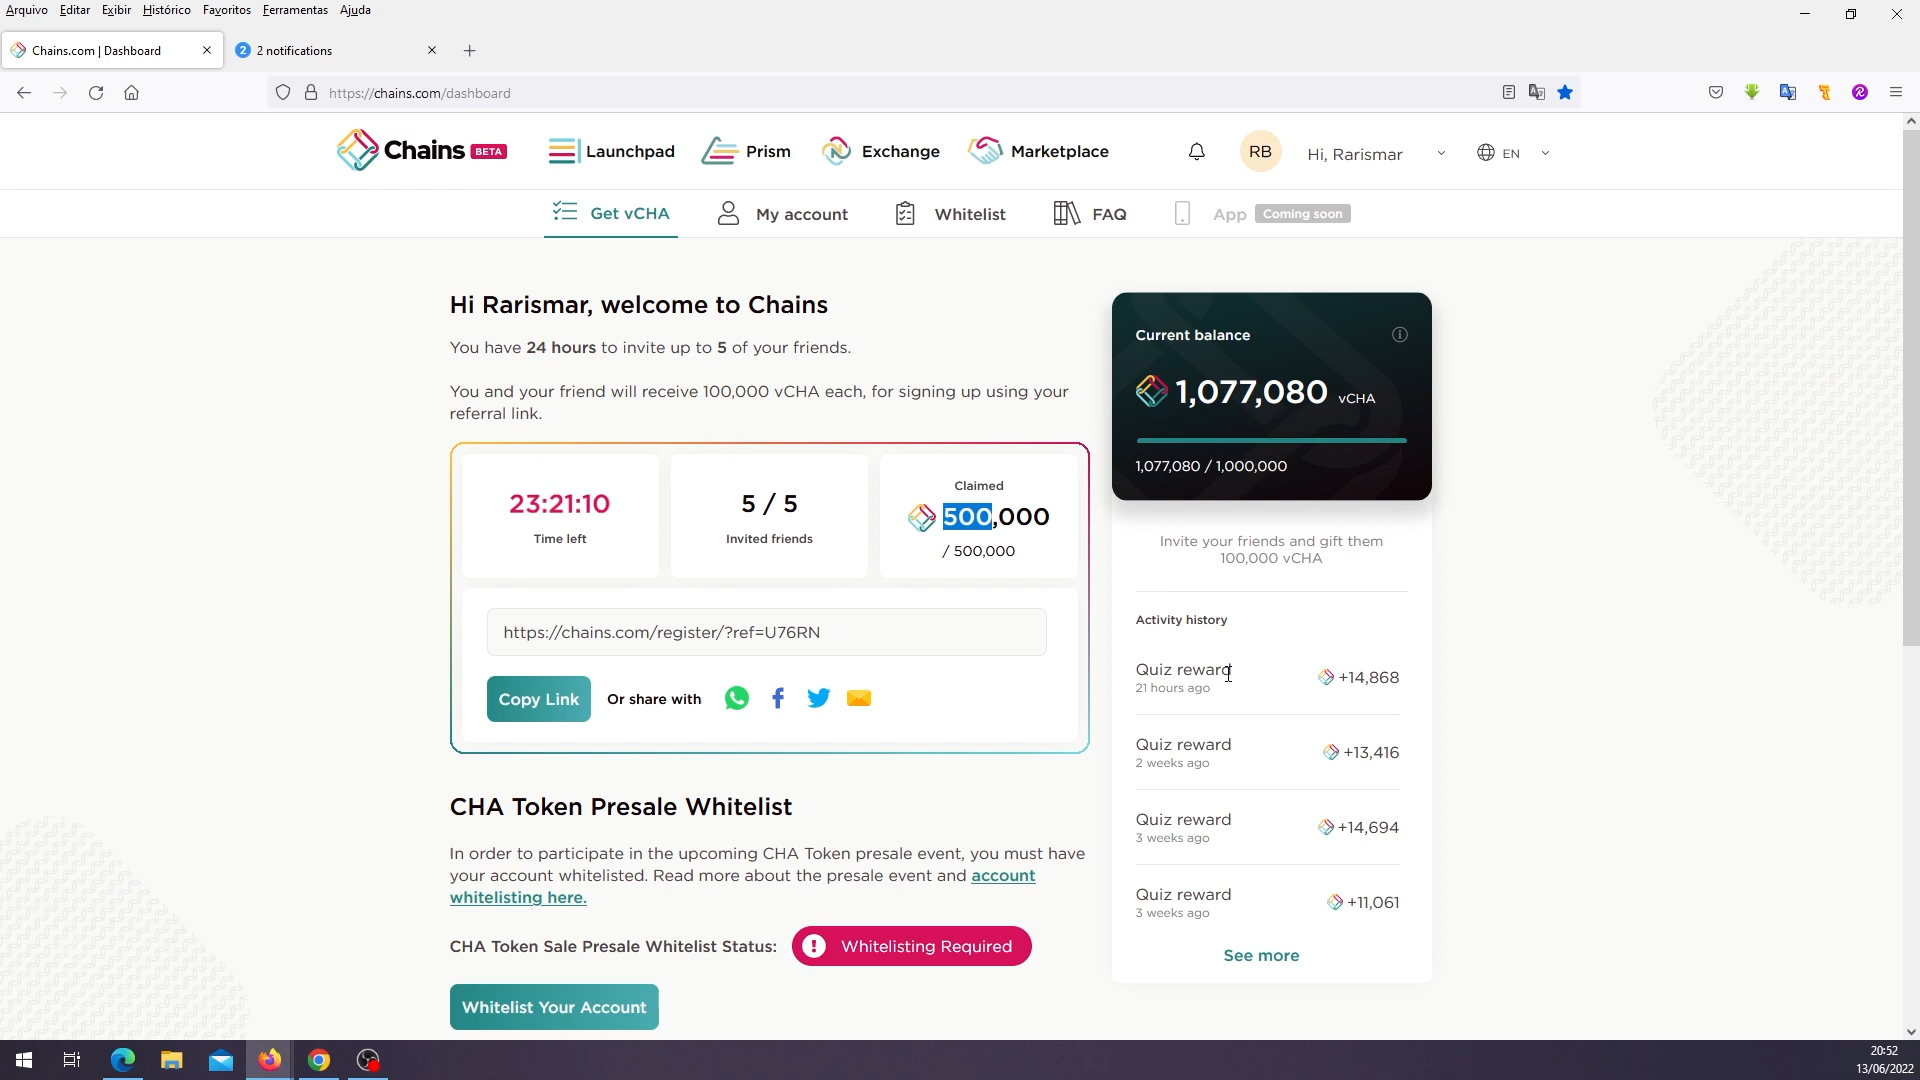 Arquivo Editar Exibir Histórico Favoritos Ferramentas Ajuda
Chains.com | Dashboard
2 2 notifications
https://chains.com/dashboard
Chains BETA
Launchpad
Prism
Exchange
Marketplace
RB
Hi, Rarismar
EN
Get vCHA
My account
Whitelist
FAQ
App Coming soon
Hi Rarismar, welcome to Chains
You have 24 hours to invite up to 5 of your friends.
You and your friend will receive 100,000 vCHA each, for signing up using your
referral link.
23:21:10
Time left
5 / 5
Invited friends
Claimed
500,000
/ 500,000
https://chains.com/register/?ref=U76RN
Copy Link
Or share with
CHA Token Presale Whitelist
In order to participate in the upcoming CHA Token presale event, you must have
your account whitelisted. Read more about the presale event and account
whitelisting here.
CHA Token Sale Presale Whitelist Status:
! Whitelisting Required
Whitelist Your Account
Current balance
1,077,080 vCHA
1,077,080 / 1,000,000
Invite your friends and gift them
100,000 vCHA
Activity history
Quiz reward
21 hours ago
+14,868
Quiz reward
2 weeks ago
+13,416
Quiz reward
3 weeks ago
+14,694
Quiz reward
3 weeks ago
+11,061
See more
20:52
13/06/2022